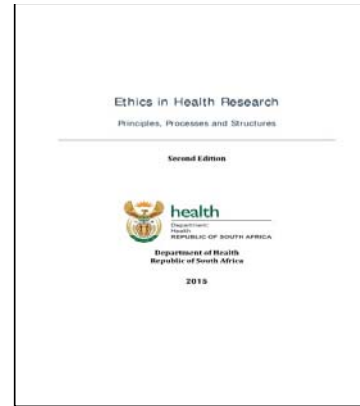 Ethics in Health Research
Principles, Processes and Structures
Second Edition
health
Department:
Health
REPUBLIC OF SOUTH AFRICA
Department of Health
Republic of South Africa
2015